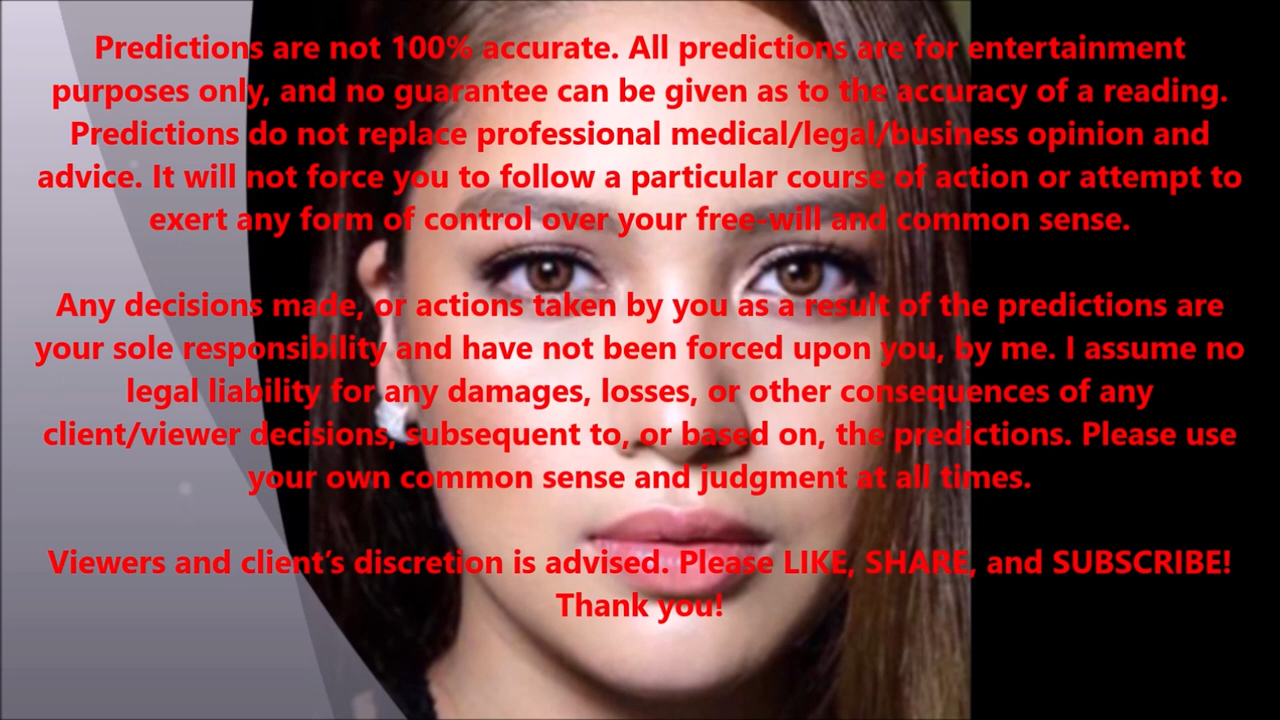 Predictions are not 100% accurate. All predictions are for entertainment
purposes only, and no guarantee can be given as to the accuracy of a reading.
Predictions do not replace professional medical/legal/business opinion and
advice. It will not force you to follow a particular course of action or attempt to
exert any form of control over your free-will and common sense.
Any decisions made, or actions taken by you as a result of the predictions are
your sole responsibility and have not been forced upon you, by me. I assume no
legal liability for any damages, losses, or other consequences of any
client/viewer decisions, subsequent to, or based on, the predictions. Please use
your own common sense and judgment at all times.
Viewers and client’s discretion is advised. Please LIKE, SHARE, and SUBSCRIBE!
Thank you!